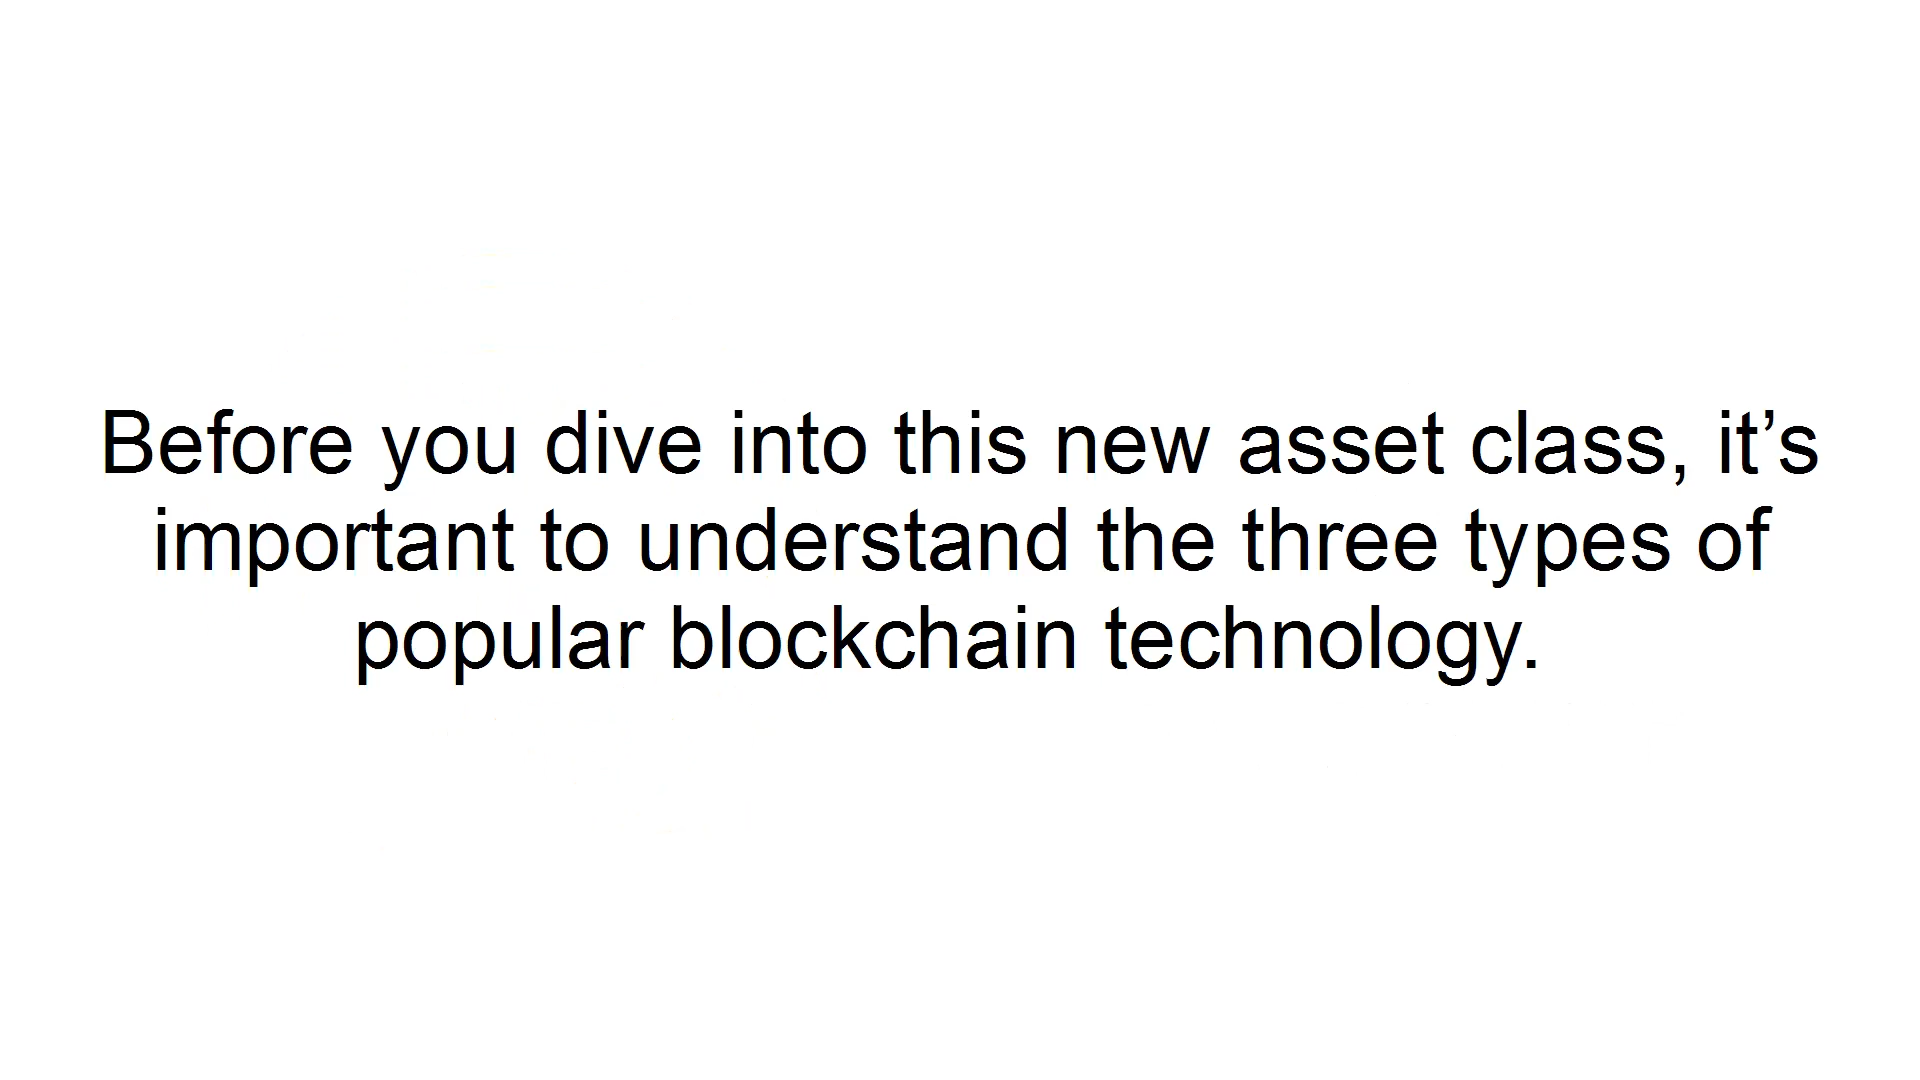 Before you dive into this new asset class, it’s
important to understand the three types of
popular blockchain technology.